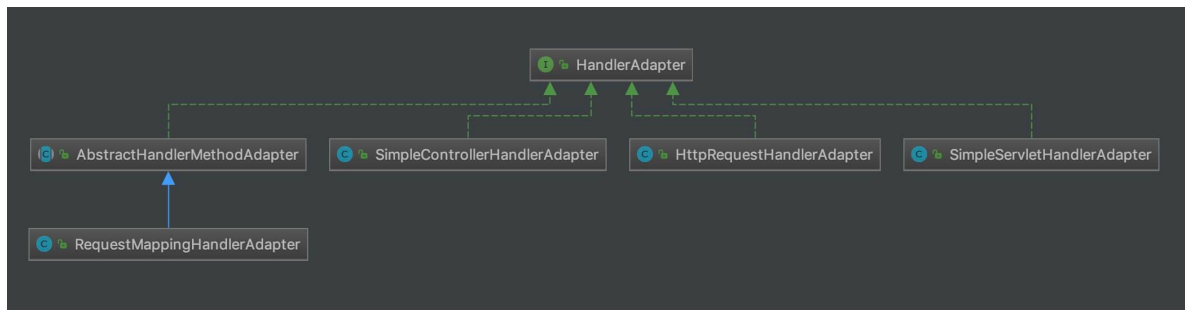 HandlerAdapter
AbstractHandlerMethodAdapter
SimpleControllerHandlerAdapter
HttpRequestHandlerAdapter
SimpleServletHandlerAdapter
RequestMappingHandlerAdapter